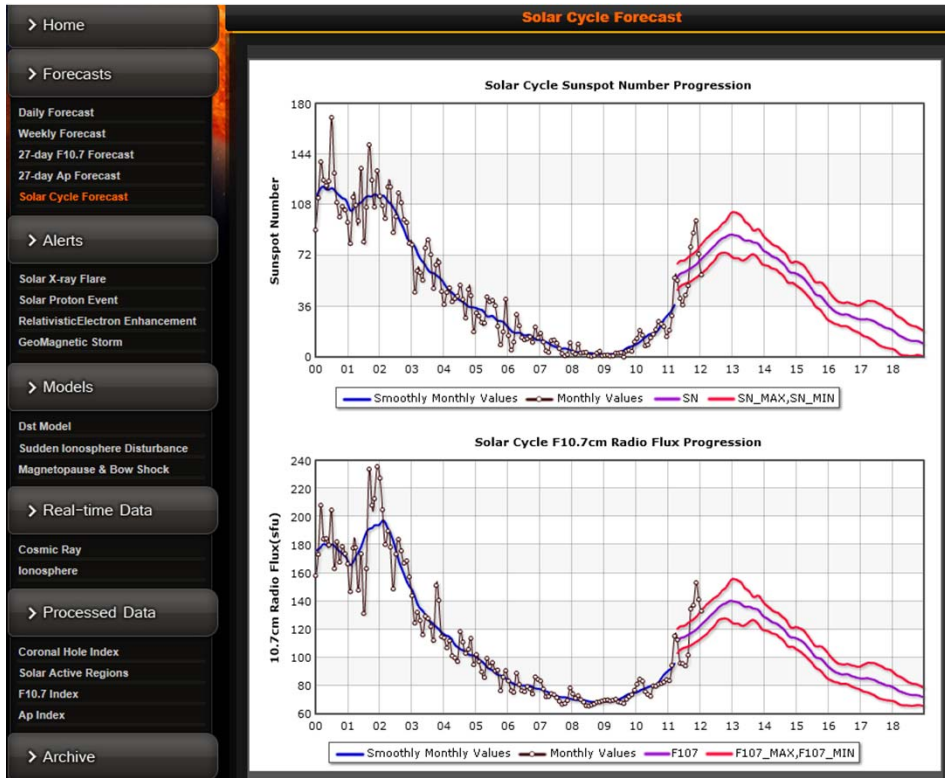 > Home
> Forecasts
Daily Forecast
Weekly Forecast
27-day F10.7 Forecast
27-day Ap Forecast
Solar Cycle Forecast
> Alerts
Solar X-ray Flare
Solar Proton Event
RelativisticElectron Enhancement
GeoMagnetic Storm
> Models
Dst Model
Sudden Ionosphere Disturbance
Magnetopause & Bow Shock
> Real-time Data
Cosmic Ray
Ionosphere
> Processed Data
Coronal Hole Index
Solar Active Regions
F10.7 Index
Ap Index
> Archive
Solar Cycle Forecast
Solar Cycle Sunspot Number Progression
Sunspot Number
180
144
108
72
36
0
00 01 02 03 04 05 06 07 08 09 10 11 12 13 14 15 16 17 18
Smoothly Monthly Values Monthly Values SN SN_MAX,SN_MIN
Solar Cycle F10.7cm Radio Flux Progression
10.7cm Radio Flux(sfu)
240
220
200
180
160
140
120
100
80
60
00 01 02 03 04 05 06 07 08 09 10 11 12 13 14 15 16 17 18
Smoothly Monthly Values Monthly Values F107 F107_MAX,F107_MIN